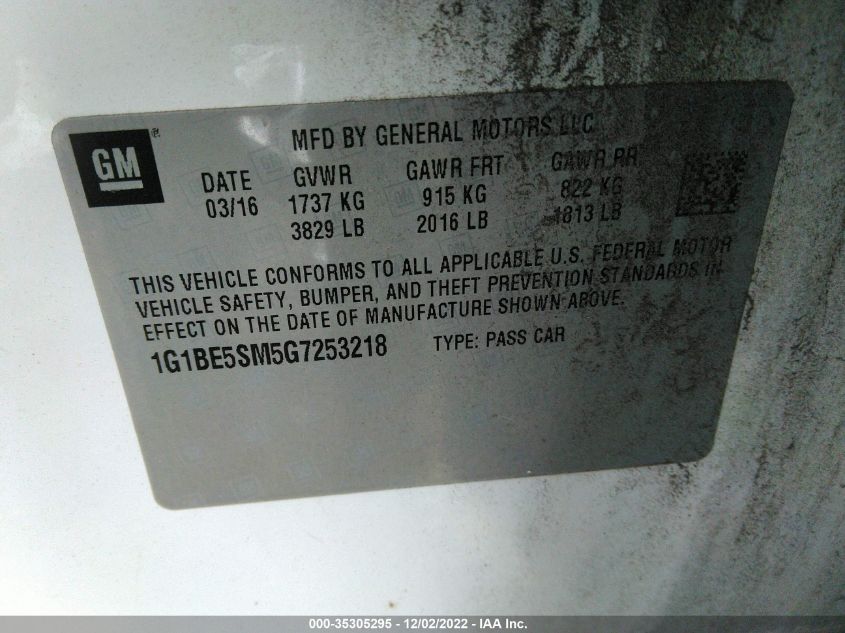 GM®
MFD BY GENERAL MOTORS LLC
DATE GVWR GAWR FRT GAWR RR
03/16 1737 KG 915 KG 822 KG
3829 LB 2016 LB 1813 LB
THIS VEHICLE CONFORMS TO ALL APPLICABLE U.S. FEDERAL MOTOR
VEHICLE SAFETY, BUMPER, AND THEFT PREVENTION STANDARDS IN
EFFECT ON THE DATE OF MANUFACTURE SHOWN ABOVE.
1G1BE5SM5G7253218 TYPE: PASS CAR
000-35305295 - 12/02/2022 - IAA Inc.